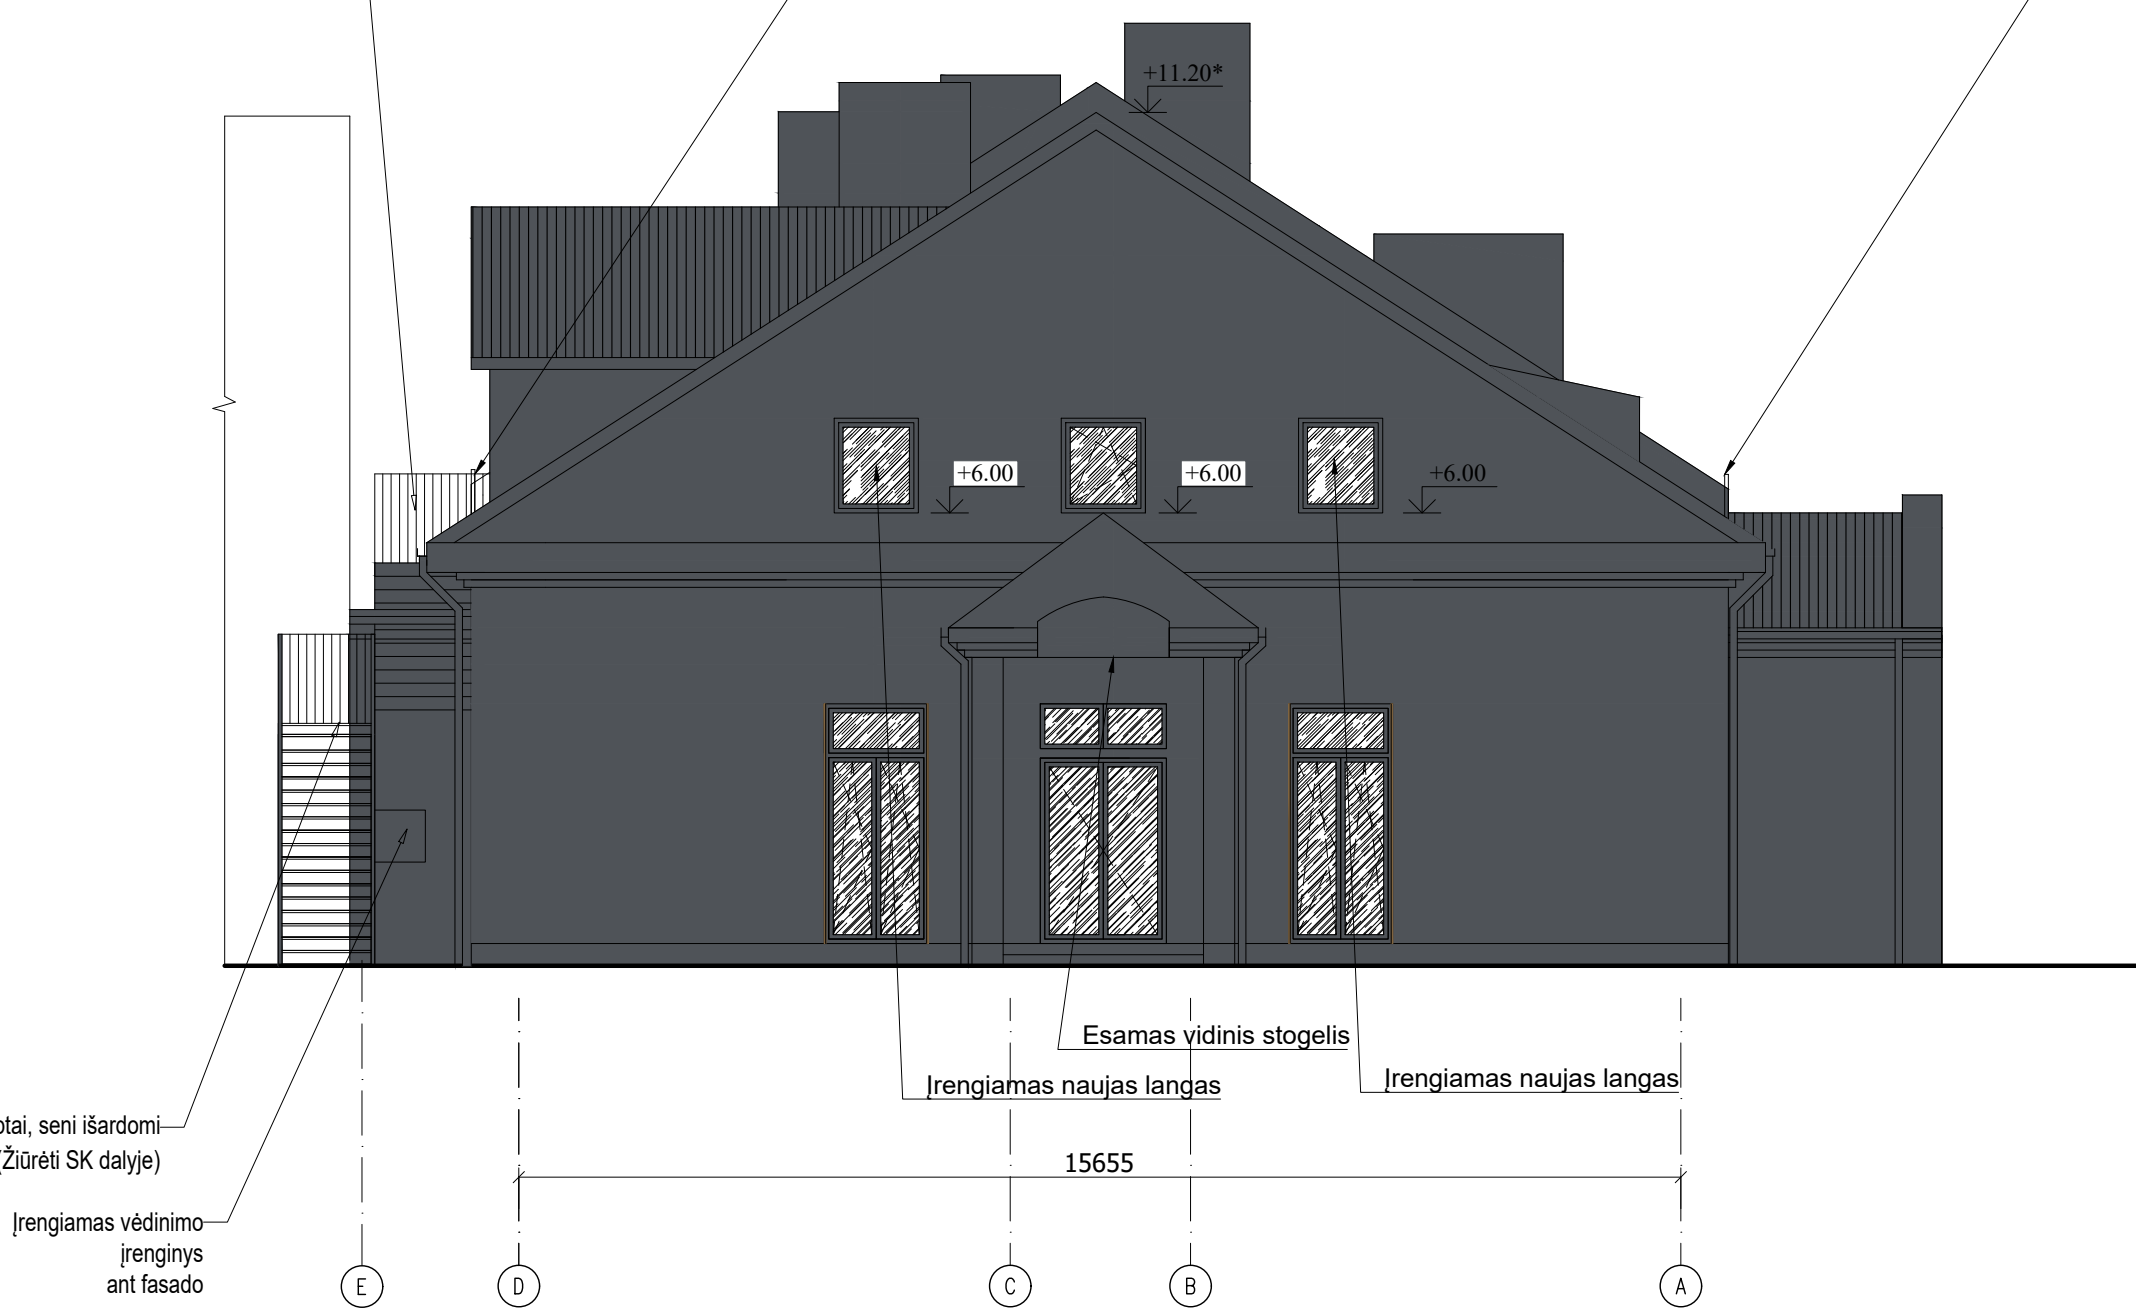 +11.20*
+6.00
+6.00
+6.00
Esamas vidinis stogelis
Įrengiamas naujas langas
Įrengiamas naujas langas
seni išardomi
(Žiūrėti SK dalyje)
15655
Įrengiamas vėdinimo
įrenginys
ant fasado
E
D
C
B
A